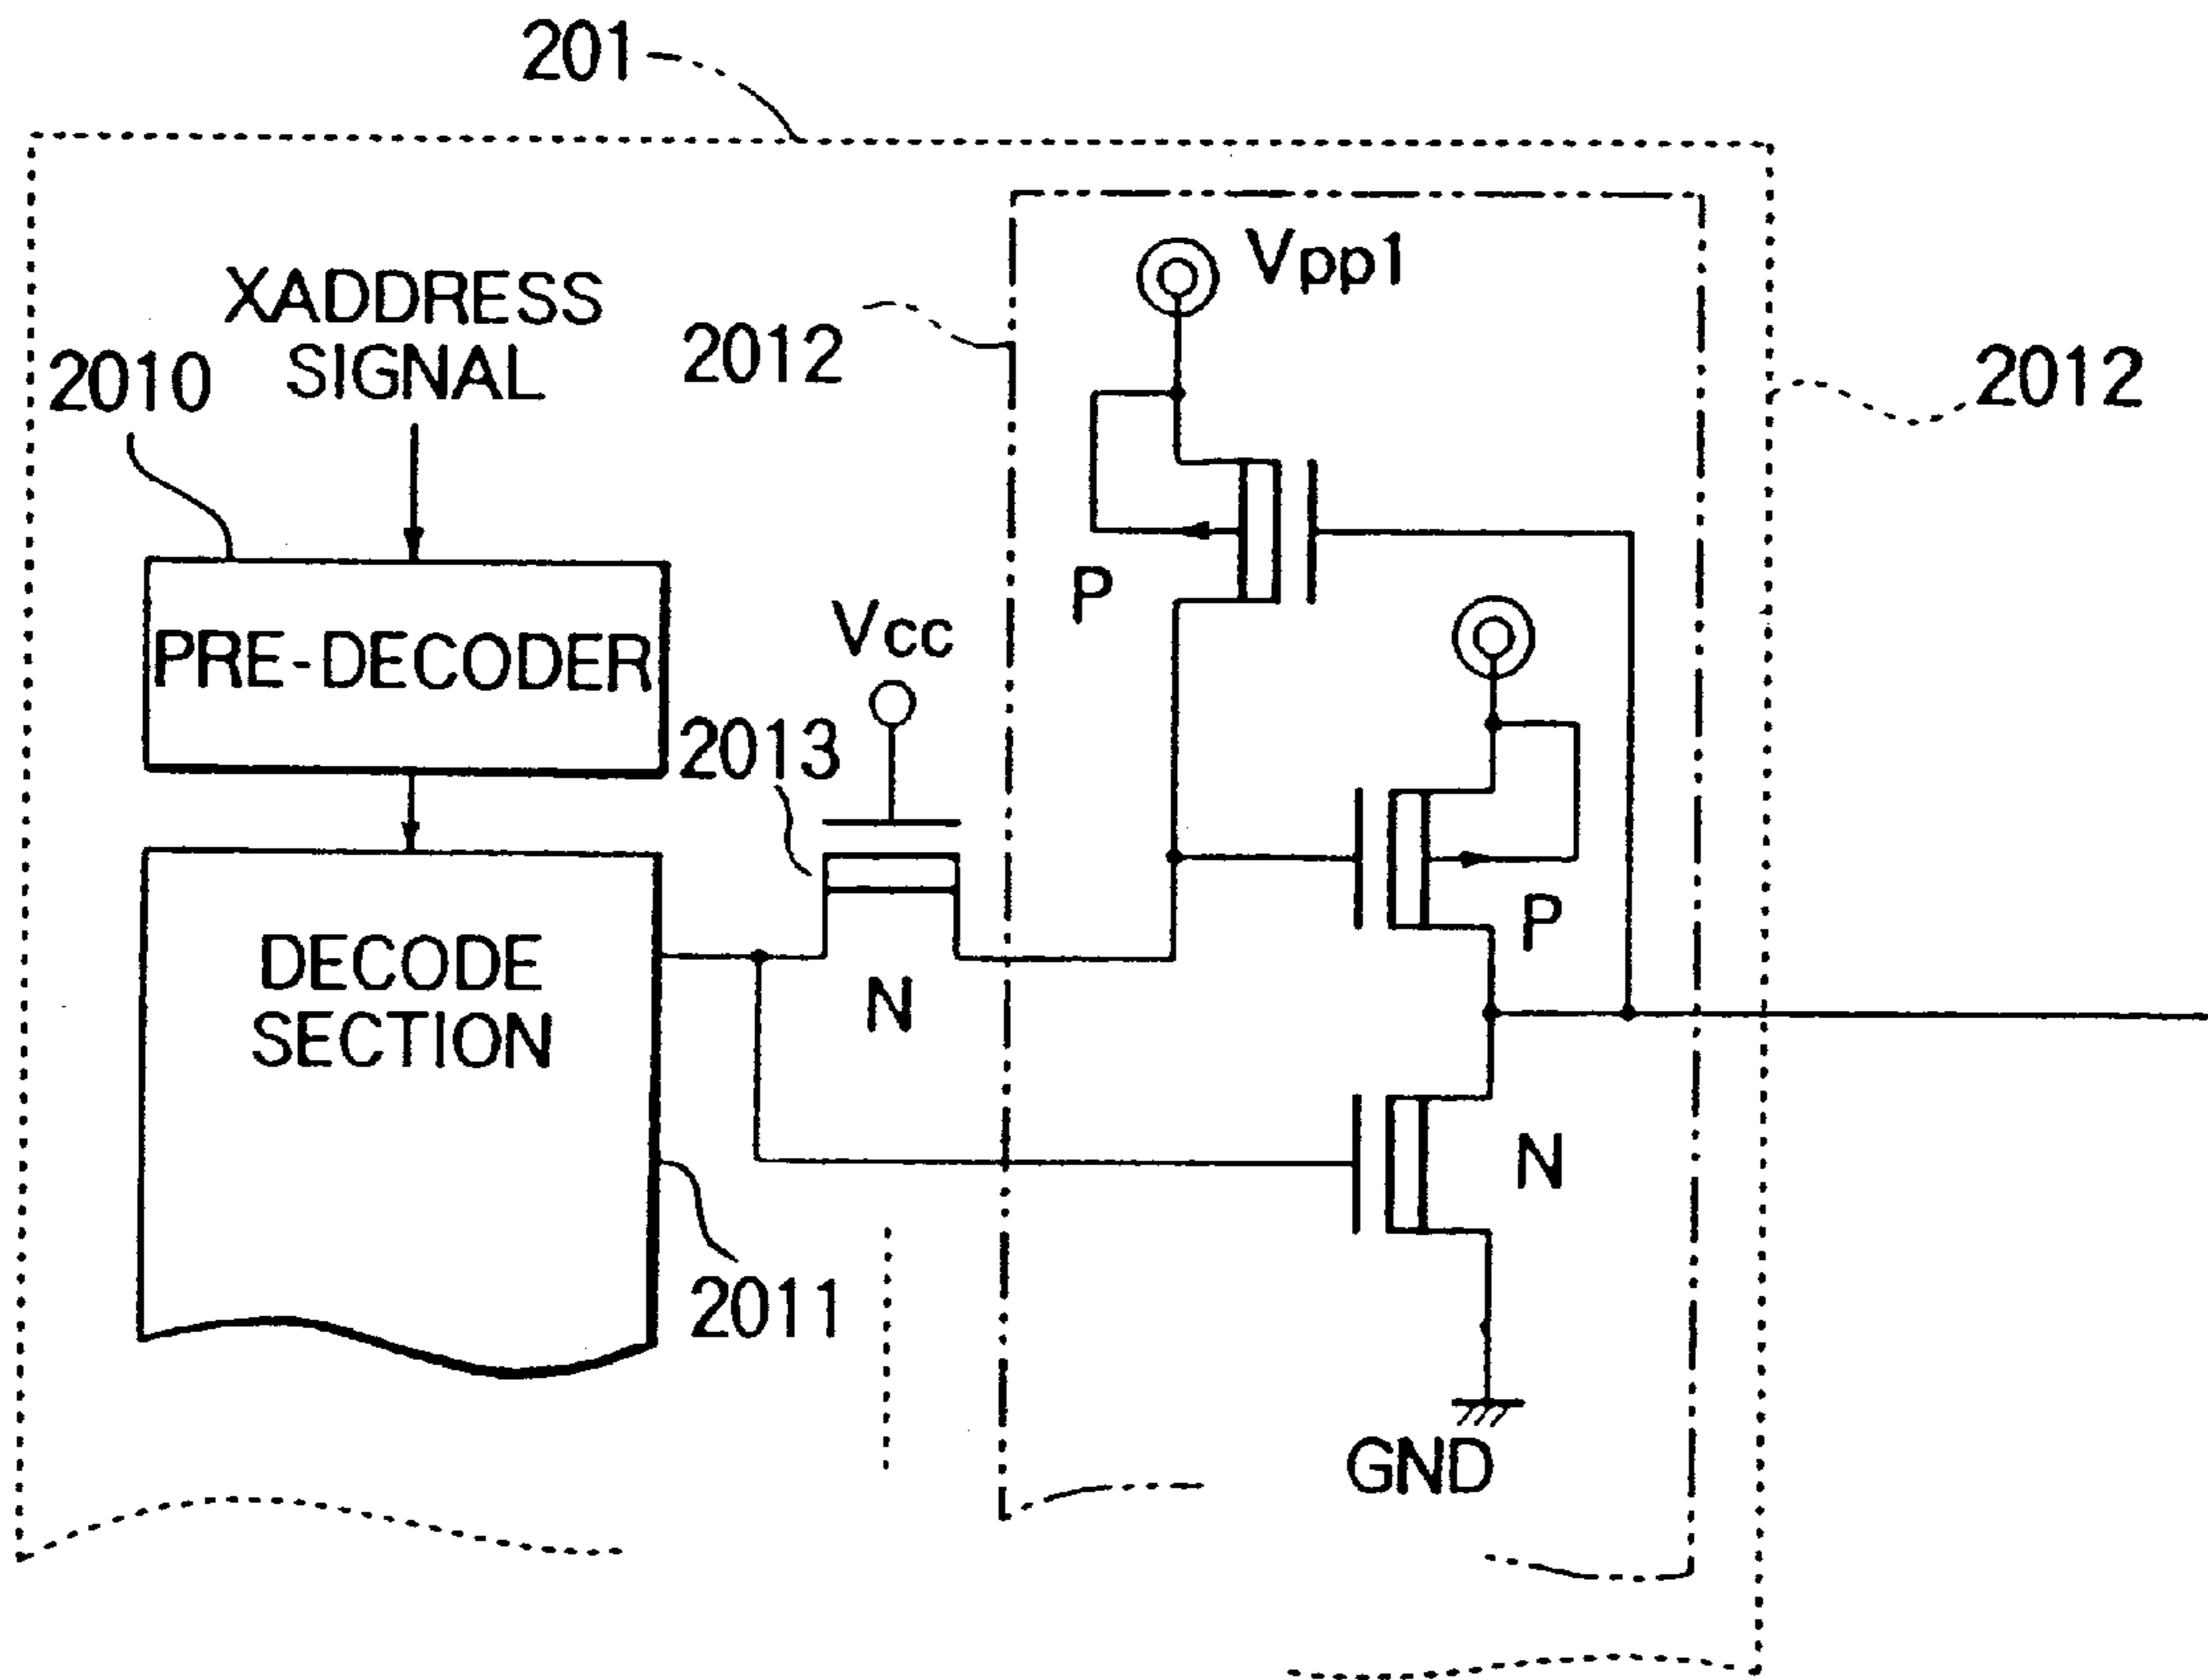 201
Vpp1
XADDRESS
SIGNAL
2010
2012
2012
P
Vcc
PRE-DECODER
2013
P
DECODE
SECTION
N
N
2011
GND